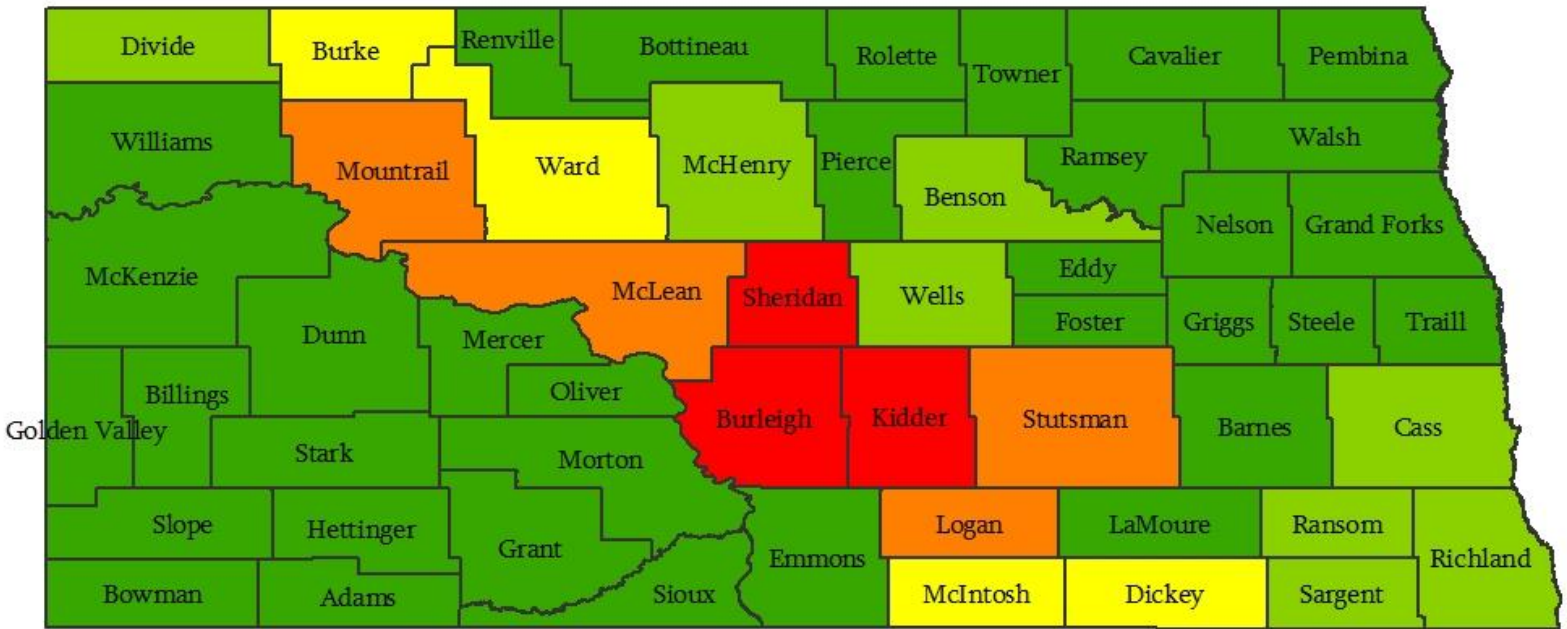 Divide
Burke
Renville
Bottineau
Rolette
Towner
Cavalier
Pembina
Williams
Mountrail
Ward
McHenry
Pierce
Benson
Ramsey
Walsh
Nelson
Grand Forks
McKenzie
Dunn
McLean
Sheridan
Wells
Eddy
Foster
Griggs
Steele
Traill
Mercer
Oliver
Golden Valley
Billings
Stark
Morton
Burleigh
Kidder
Stutsman
Barnes
Cass
Slope
Hettinger
Grant
Emmons
Logan
LaMoure
Ransom
Richland
Bowman
Adams
Sioux
McIntosh
Dickey
Sargent